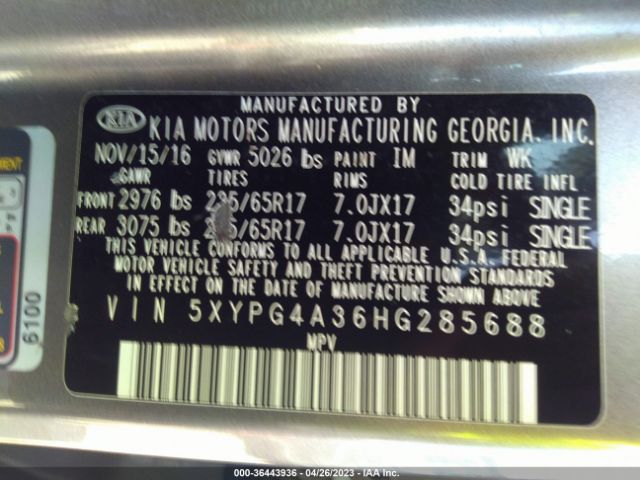 MANUFACTURED BY
KIA KIA MOTORS MANUFACTURING GEORGIA. INC.
NOV/15/16 GVWR 5026 lbs PAINT IM TRIM WK
GAWR TIRES RIMS COLD TIRE INFL
FRONT 2976 lbs 235/65R17 7.0JX17 34psi SINGLE
REAR 3075 lbs /65R17 7.0JX17 34psi SINGLE
THIS VEHICLE CONFORMS TO ALL APPLICABLE U.S.A. FEDERAL
MOTOR VEHICLE SAFETY AND THEFT PREVENTION STANDARDS
IN EFFECT ON THE DATE OF MANUFACTURE SHOWN ABOVE.
VIN 5XYPG4A36HG285688
MPV
6100
000-36443936 - 04/26/2023 - IAA Inc.